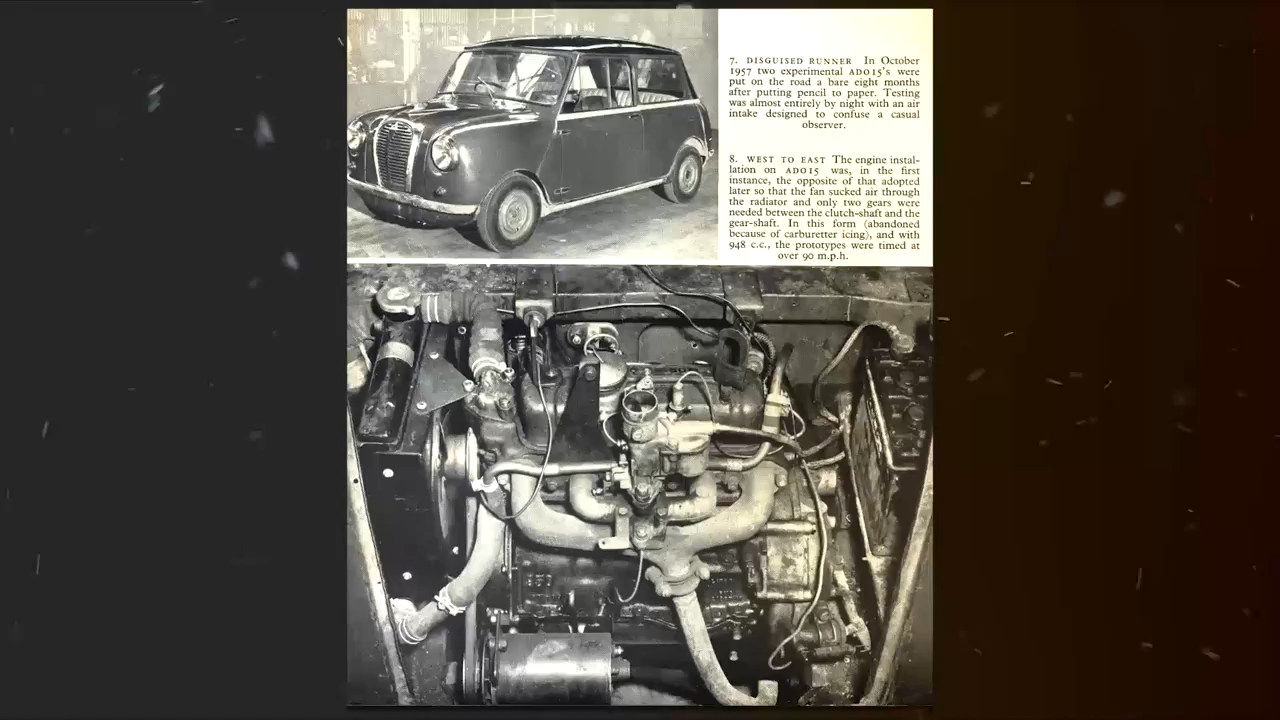 7. DISGUISED RUNNER In October
1957 two experimental ADO15's were
put on the road a bare eight months
after putting pencil to paper. Testing
was almost entirely by night with an air
intake designed to confuse a casual
observer.
8. WEST TO EAST The engine instal-
lation on ADO15 was, in the first
instance, the opposite of that adopted
later so that the fan sucked air through
the radiator and only two gears were
needed between the clutch-shaft and the
gear-shaft. In this form (abandoned
because of carburetter icing), and with
948 c.c., the prototypes were timed at
over 90 m.p.h.